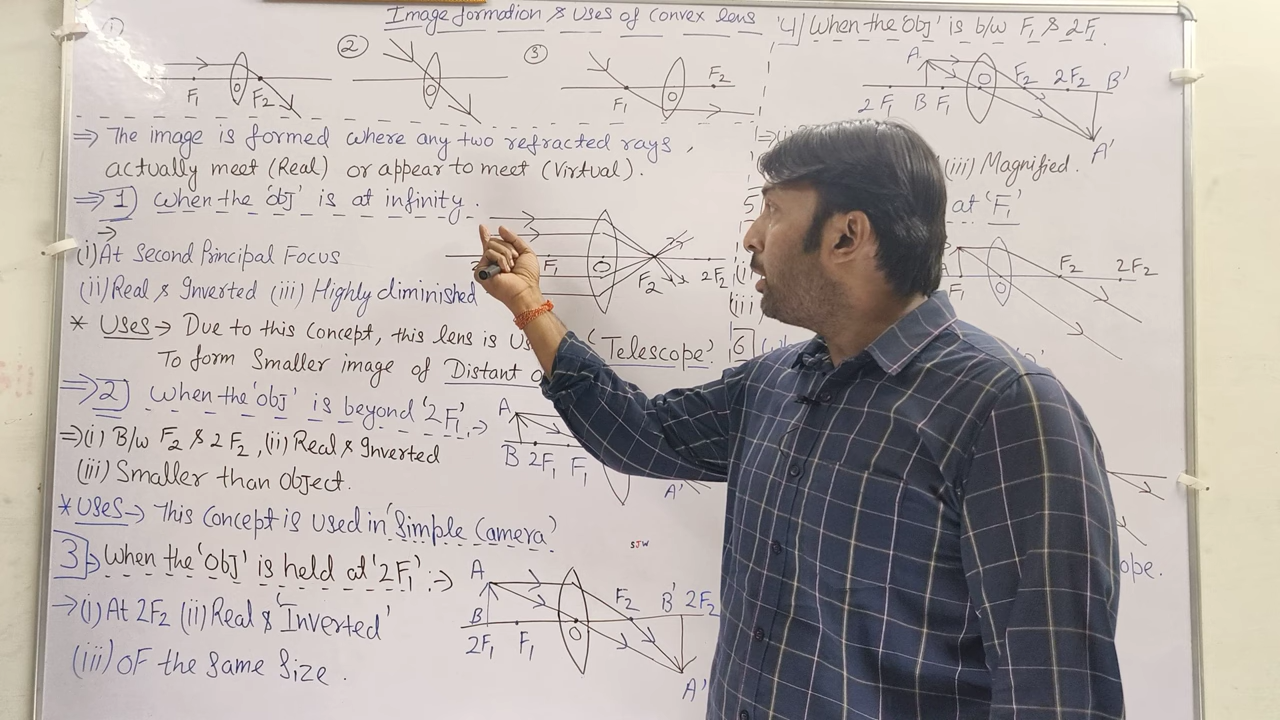 Image formation & uses of convex lens
1
F1
O
F2
2
O
3
F1
O
F2
⇒ The image is formed where any two refracted rays,
actually meet (Real) or appear to meet (Virtual).
⇒ 1) When the 'obj' is at infinity.
→
F1
O
F2
2F2
(i) At Second Principal Focus
(ii) Real & Inverted (iii) Highly diminished
* Uses → Due to this concept, this lens is
'Telescope'.
To form Smaller image of Distant
⇒ 2) When the 'obj' is beyond '2F1' :→
A
B
2F1
F1
A'
⇒ (i) B/w F2 & 2F2, (ii) Real & Inverted
(iii) Smaller than Object.
* Uses → This Concept is used in 'Simple Camera'
3 → When the 'obj' is held at '2F1' :→
A
B
2F1
F1
O
F2
B'
2F2
A'
→ (i) At 2F2 (ii) Real & 'Inverted'
(iii) OF the Same Size.
SJW
4) When the 'obj' is b/w F1 & 2F1.
A
2F1
B
F1
O
F2
2F2
B'
A'
(iii) Magnified.
5
at 'F1'
F1
O
F2
2F2
6